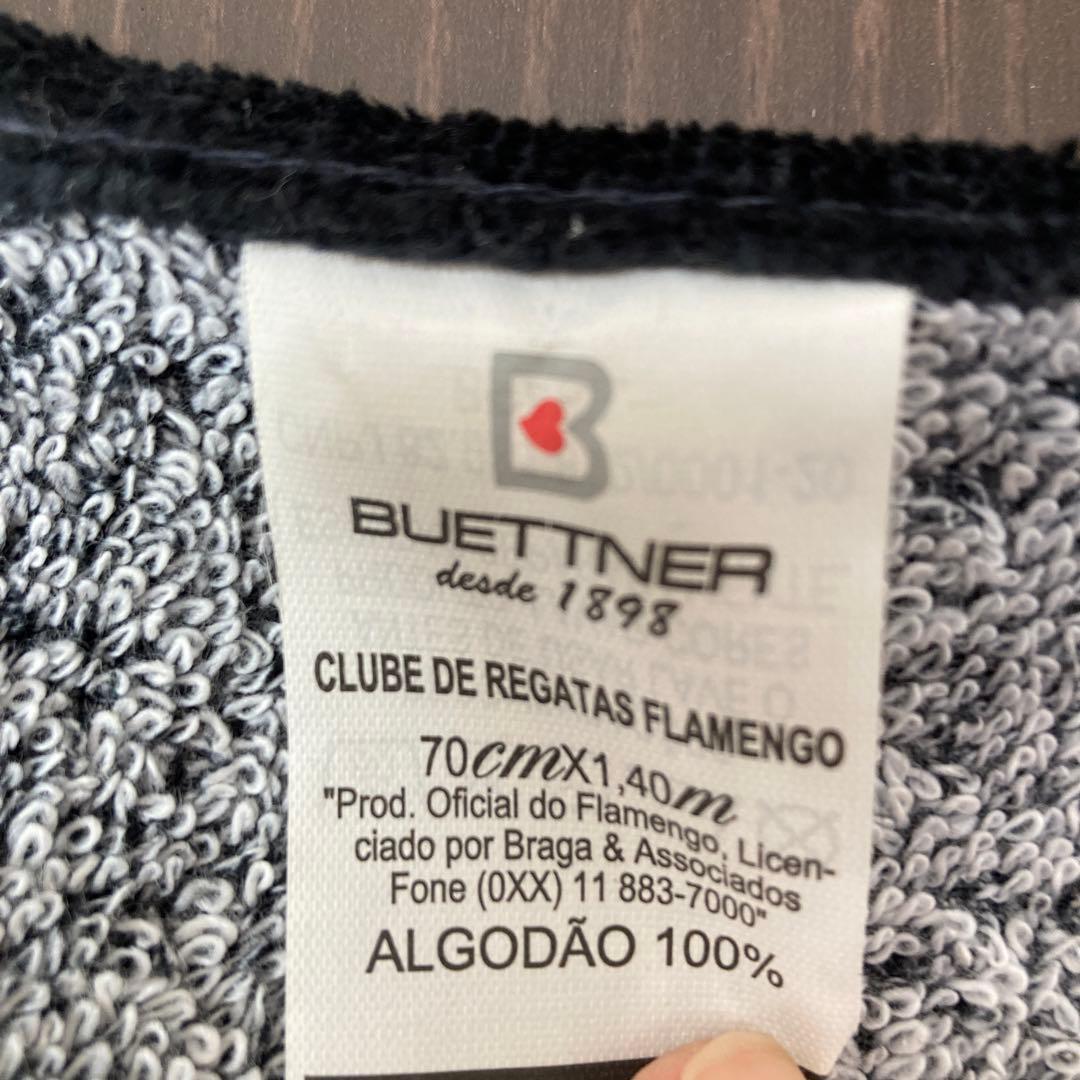 B
BUETTNER
desde 1898
CLUBE DE REGATAS FLAMENGO
70cmX1,40m
"Prod. Oficial do Flamengo, Licen-
ciado por Braga & Associados
Fone (0XX) 11 883-7000"
ALGODÃO 100%